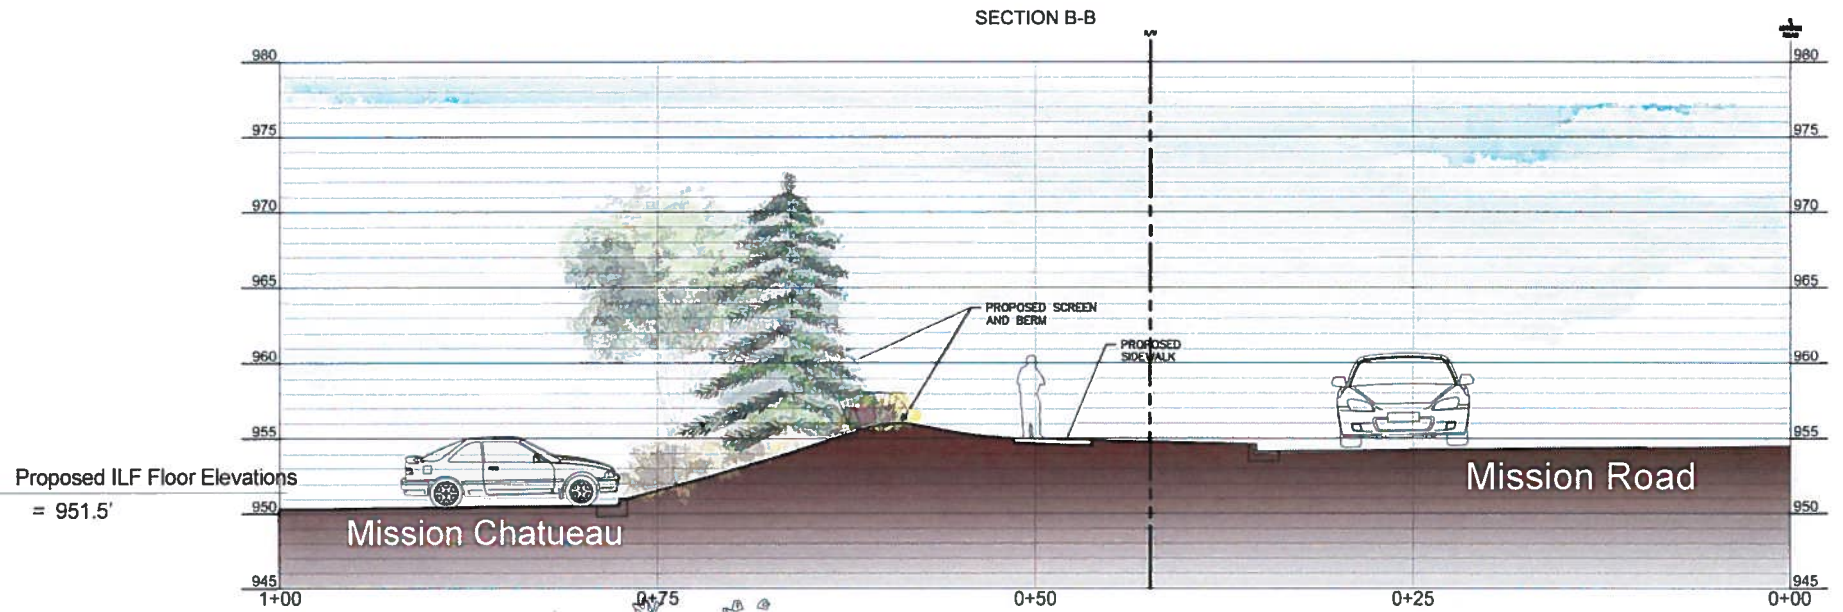 SECTION B-B
980
980
975
975
970
970
965
965
PROPOSED SCREEN
AND BERM
PROPOSED
SIDEWALK
960
960
955
955
Proposed ILF Floor Elevations
= 951.5'
Mission Road
950
950
Mission Chatueau
945
945
1+00
0+75
0+50
0+25
0+00